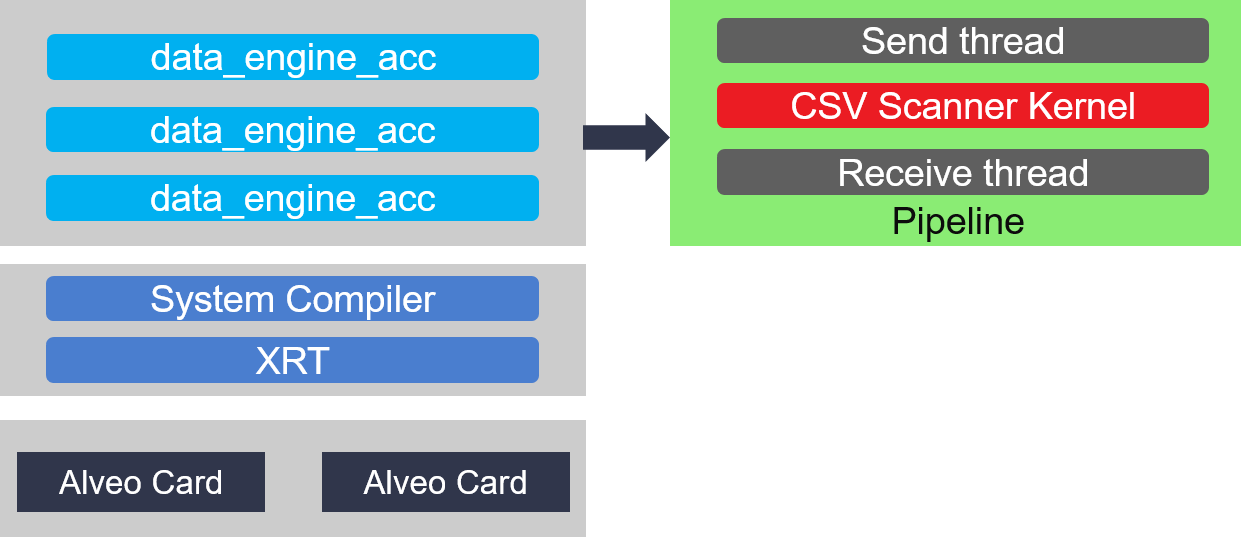 data_engine_acc
data_engine_acc
data_engine_acc
Send thread
CSV Scanner Kernel
Receive thread
Pipeline
System Compiler
XRT
Alveo Card
Alveo Card